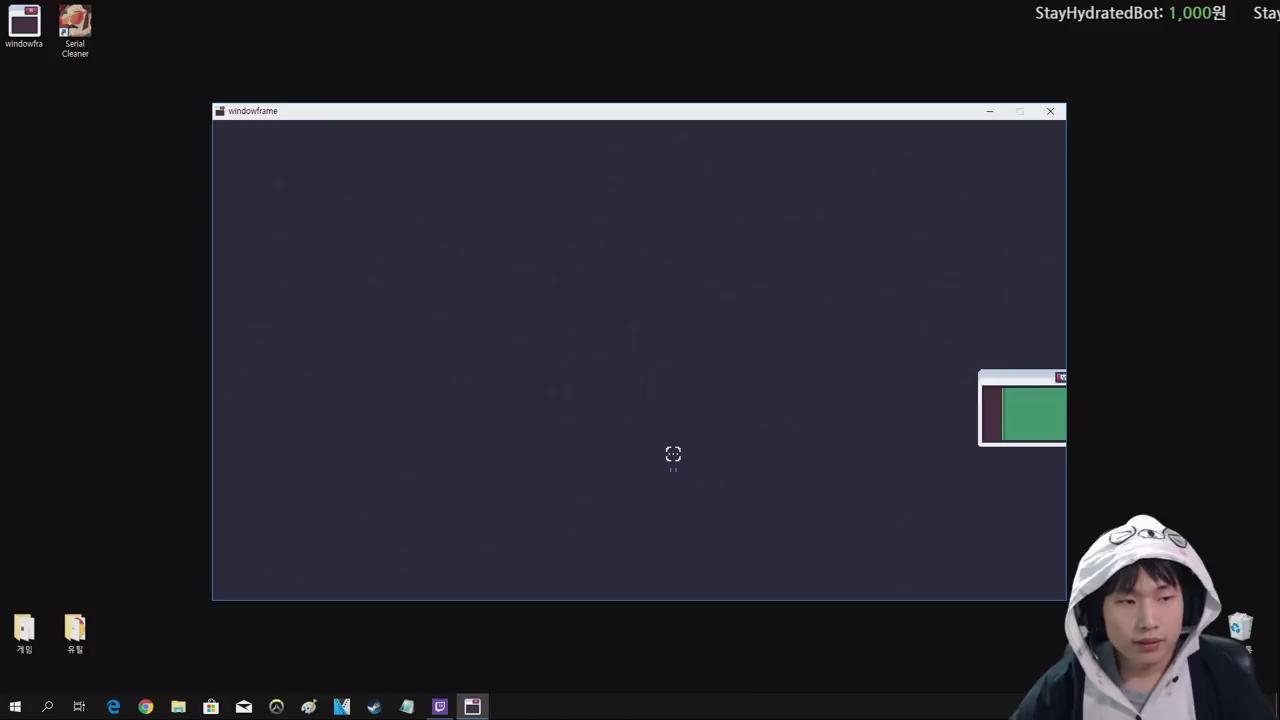 StayHydratedBot: 1,000원
Stay
windowfra
Serial
Cleaner
windowframe
게임
유틸